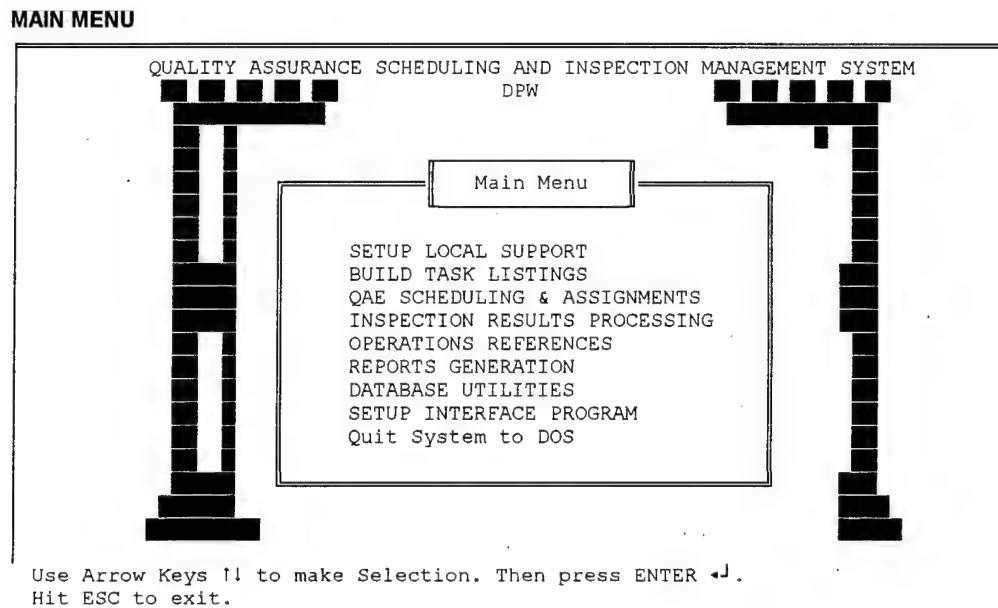 MAIN MENU
QUALITY ASSURANCE SCHEDULING AND INSPECTION MANAGEMENT SYSTEM
DPW
Main Menu
SETUP LOCAL SUPPORT
BUILD TASK LISTINGS
QAE SCHEDULING & ASSIGNMENTS
INSPECTION RESULTS PROCESSING
OPERATIONS REFERENCES
REPORTS GENERATION
DATABASE UTILITIES
SETUP INTERFACE PROGRAM
Quit System to DOS
Use Arrow Keys ↑↓ to make Selection. Then press ENTER ↵.
Hit ESC to exit.